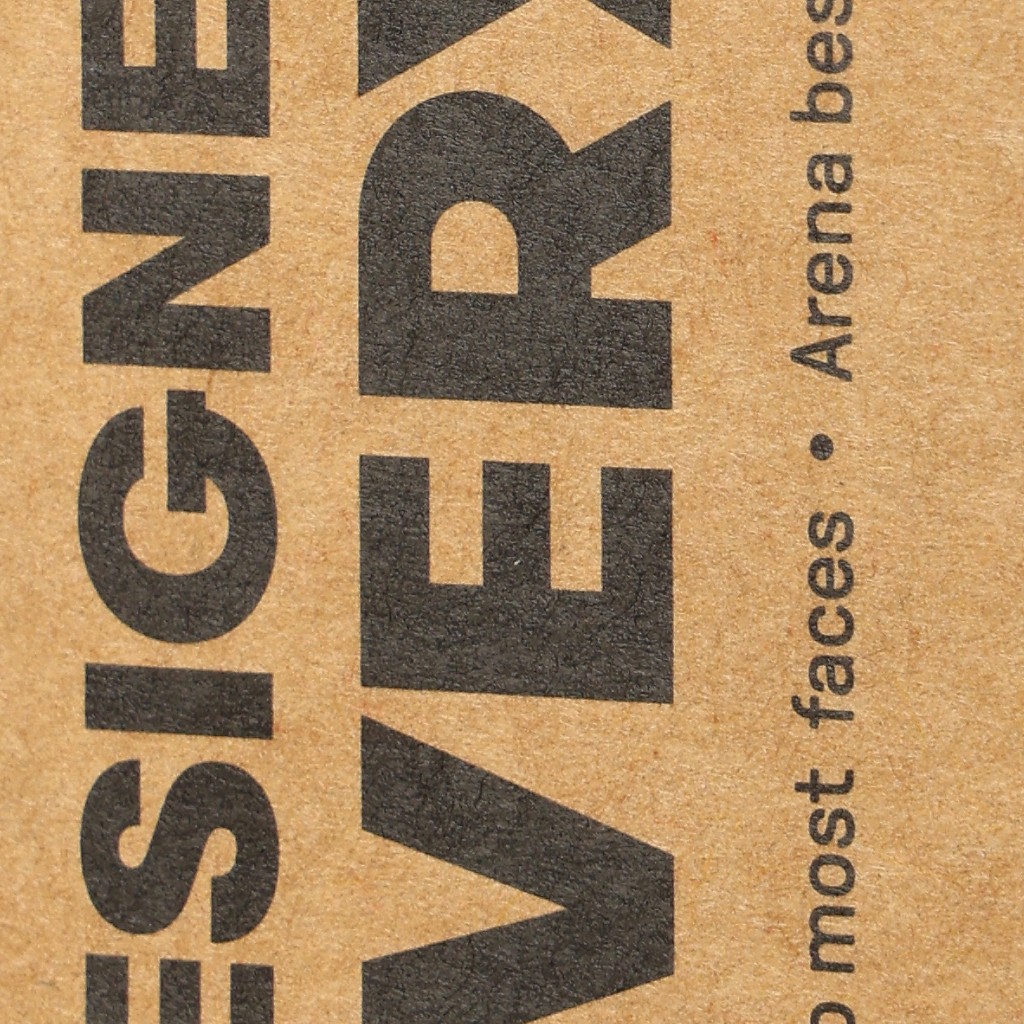 ESIGNE
VERY
most faces • Arena bes